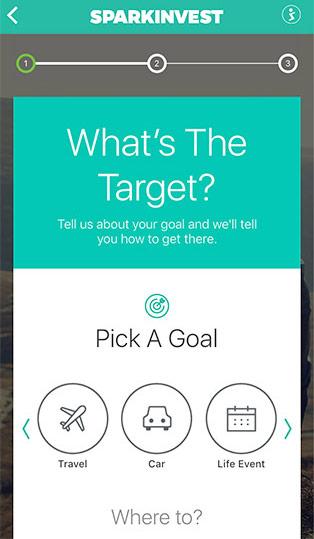 SPARKINVEST
1 2 3
What's The
Target?
Tell us about your goal and we'll tell
you how to get there.
Pick A Goal
Travel Car Life Event
Where to?